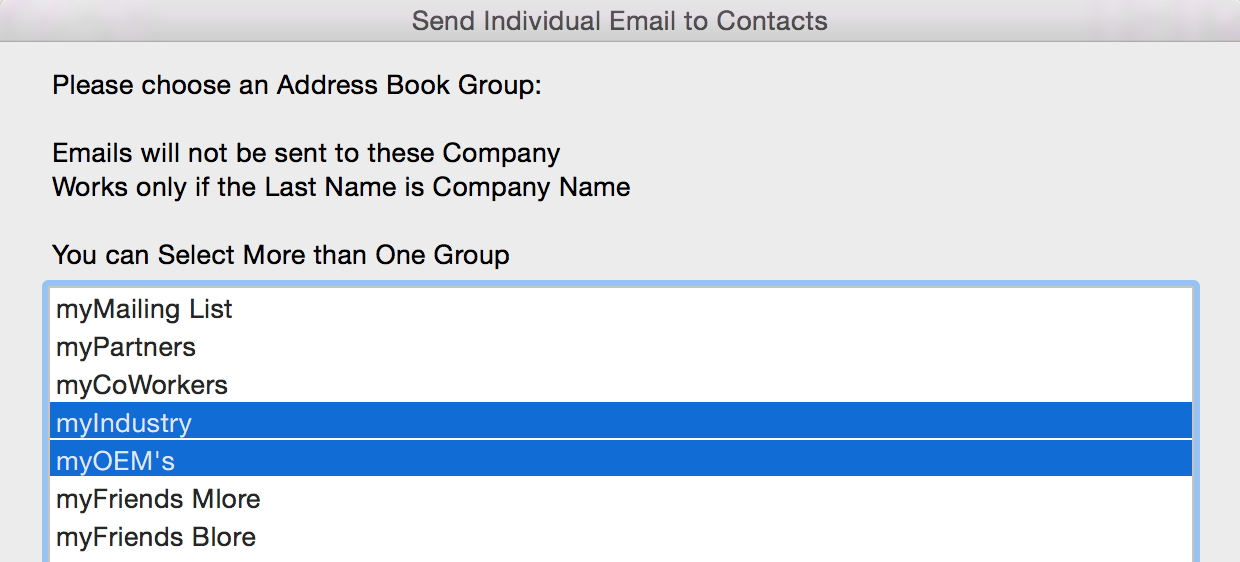 Send Individual Email to Contacts
Please choose an Address Book Group:
Emails will not be sent to these Company
Works only if the Last Name is Company Name
You can Select More than One Group
myMailing List
myPartners
myCoWorkers
myIndustry
myOEM's
myFriends Mlore
myFriends Blore